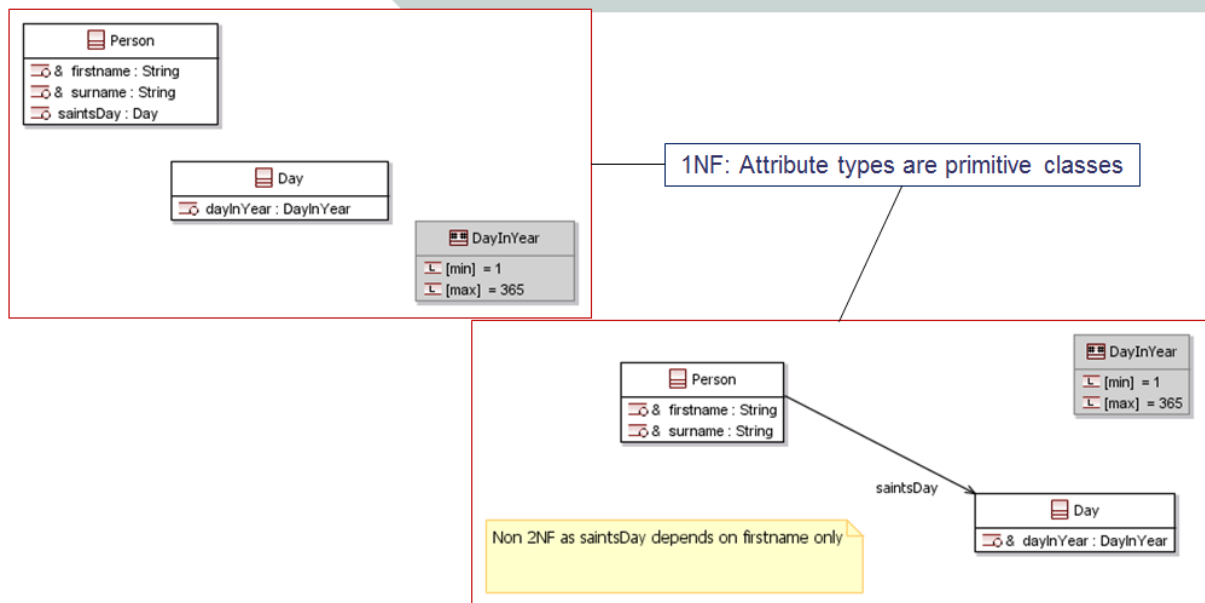 Person
& firstname : String
& surname : String
saintsDay : Day
Day
dayInYear : DayInYear
DayInYear
L [min] = 1
L [max] = 365
1NF: Attribute types are primitive classes
Person
& firstname : String
& surname : String
DayInYear
L [min] = 1
L [max] = 365
saintsDay
Day
& dayInYear : DayInYear
Non 2NF as saintsDay depends on firstname only